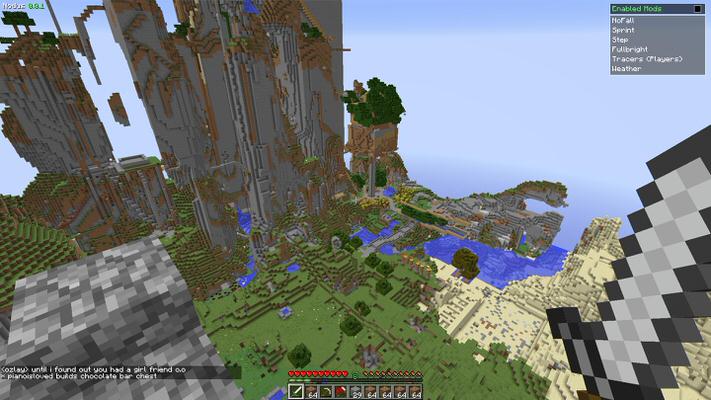 Nodus 0.0.1
Enabled Mods
NoFall
Sprint
Step
Fullbright
Tracers (Players)
Weather
<ozlay> until i found out you had a girl friend o.o
pianoisloved builds chocolate bar chest
64 29 64 64 64 64